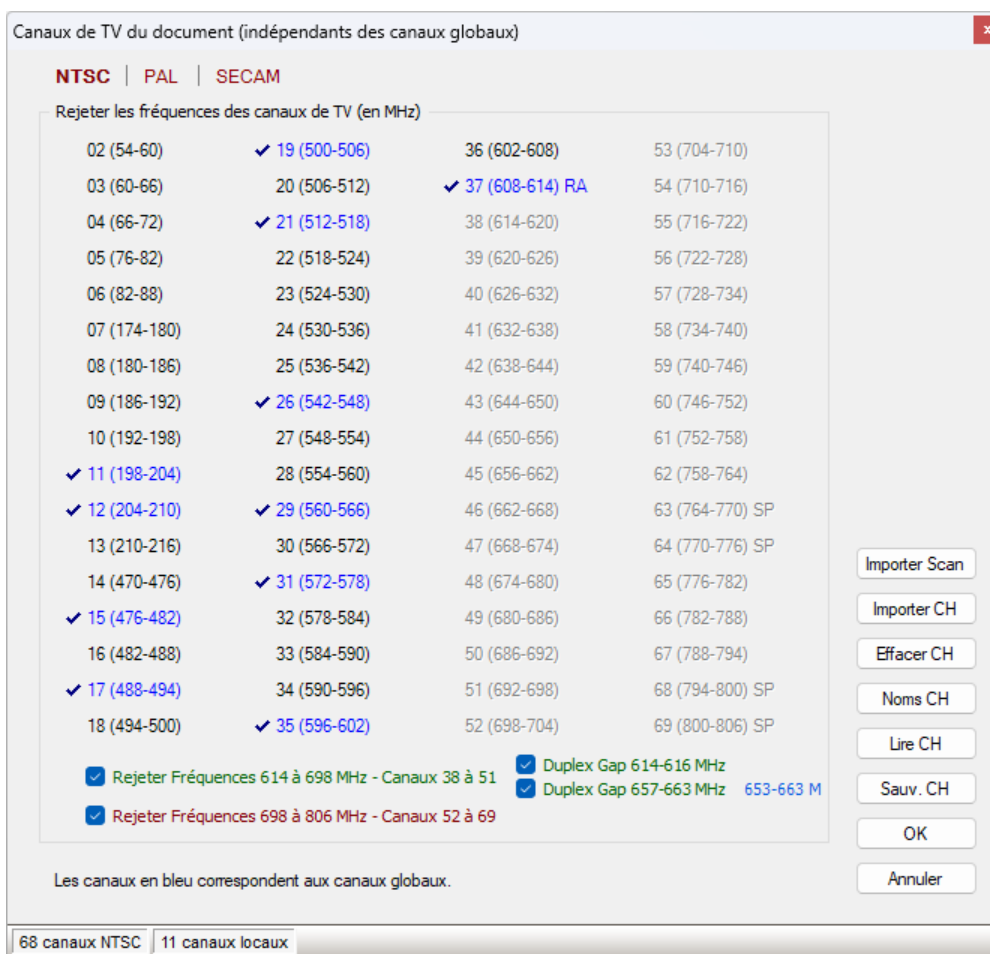 Canaux de TV du document (indépendants des canaux globaux)
NTSC | PAL | SECAM
Rejeter les fréquences des canaux de TV (en MHz)
02 (54-60)
03 (60-66)
04 (66-72)
05 (76-82)
06 (82-88)
07 (174-180)
08 (180-186)
09 (186-192)
10 (192-198)
11 (198-204)
12 (204-210)
13 (210-216)
14 (470-476)
15 (476-482)
16 (482-488)
17 (488-494)
18 (494-500)
19 (500-506)
20 (506-512)
21 (512-518)
22 (518-524)
23 (524-530)
24 (530-536)
25 (536-542)
26 (542-548)
27 (548-554)
28 (554-560)
29 (560-566)
30 (566-572)
31 (572-578)
32 (578-584)
33 (584-590)
34 (590-596)
35 (596-602)
36 (602-608)
37 (608-614) RA
38 (614-620)
39 (620-626)
40 (626-632)
41 (632-638)
42 (638-644)
43 (644-650)
44 (650-656)
45 (656-662)
46 (662-668)
47 (668-674)
48 (674-680)
49 (680-686)
50 (686-692)
51 (692-698)
52 (698-704)
53 (704-710)
54 (710-716)
55 (716-722)
56 (722-728)
57 (728-734)
58 (734-740)
59 (740-746)
60 (746-752)
61 (752-758)
62 (758-764)
63 (764-770) SP
64 (770-776) SP
65 (776-782)
66 (782-788)
67 (788-794)
68 (794-800) SP
69 (800-806) SP
Rejeter Fréquences 614 à 698 MHz - Canaux 38 à 51
Rejeter Fréquences 698 à 806 MHz - Canaux 52 à 69
Duplex Gap 614-616 MHz
Duplex Gap 657-663 MHz 653-663 M
Importer Scan
Importer CH
Effacer CH
Noms CH
Lire CH
Sauv. CH
OK
Annuler
Les canaux en bleu correspondent aux canaux globaux.
68 canaux NTSC
11 canaux locaux